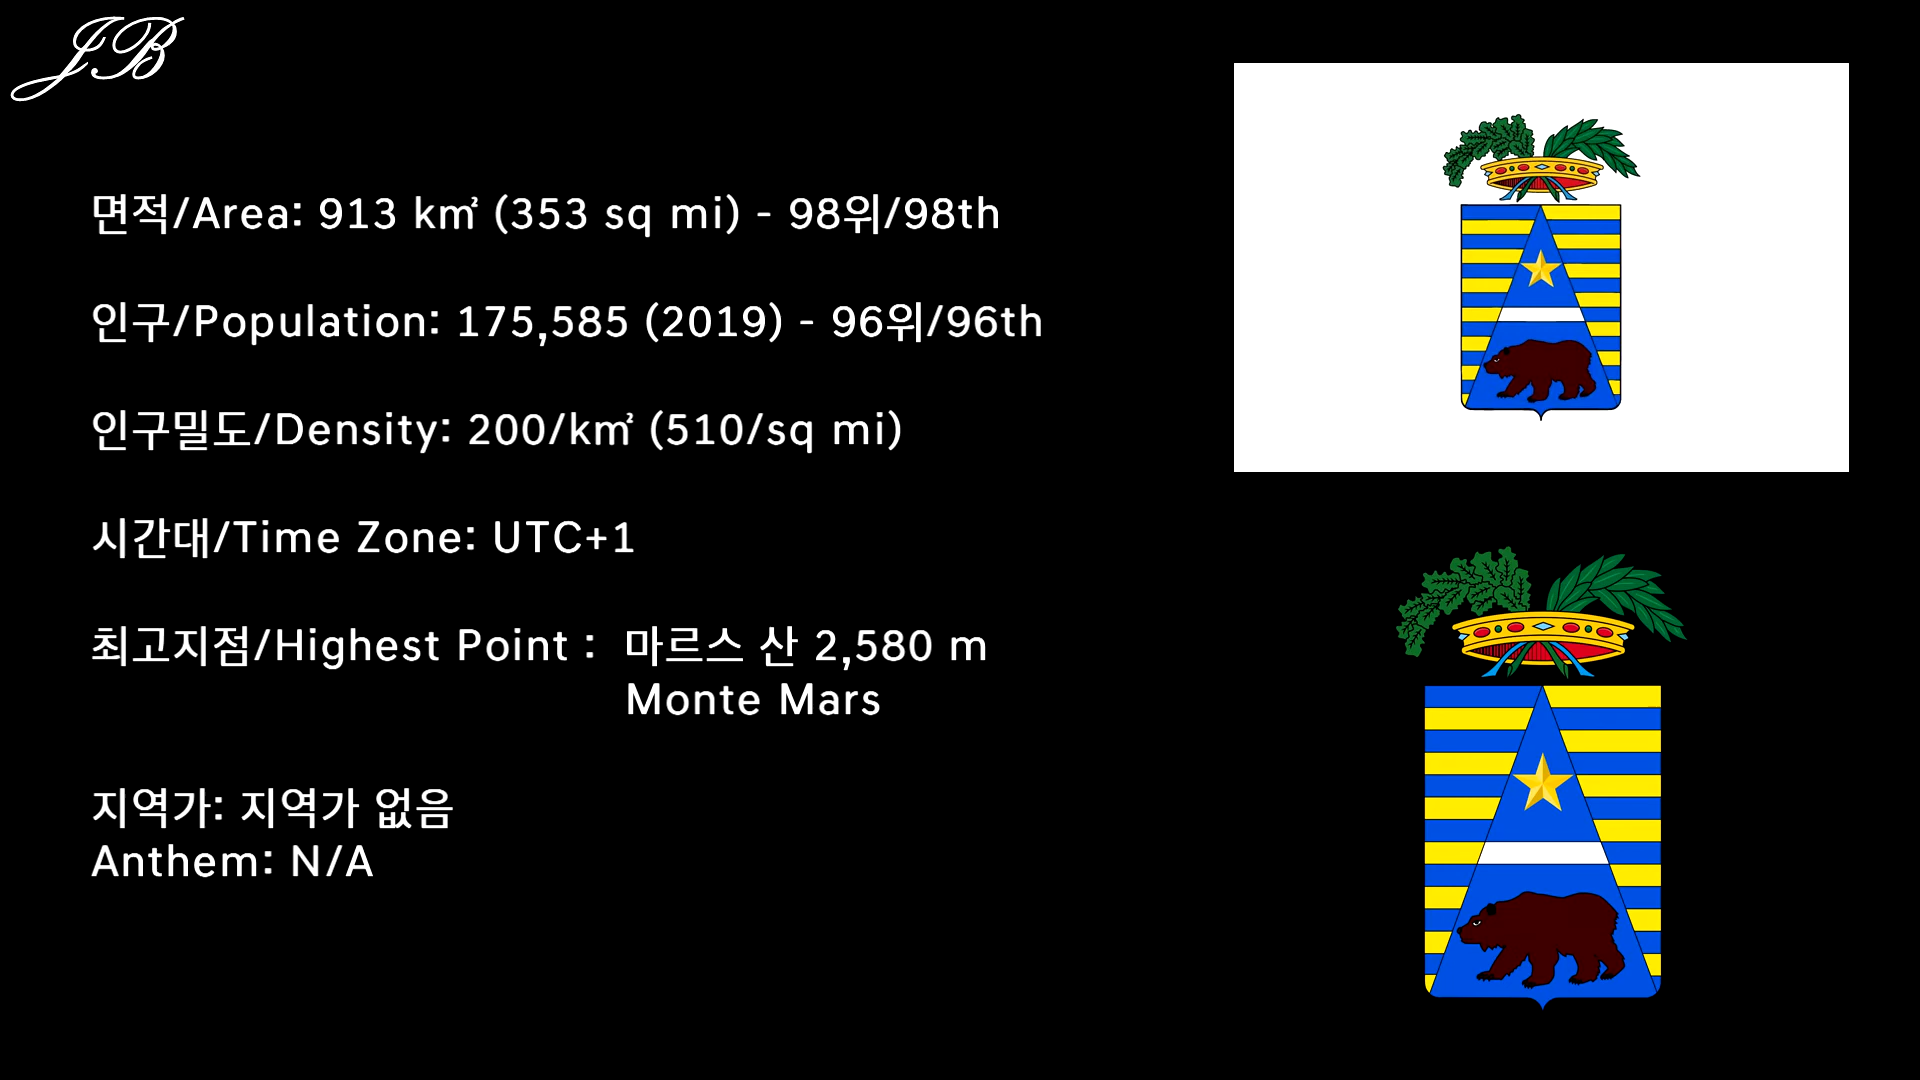 JB
면적/Area: 913 ㎢ (353 sq mi) - 98위/98th
인구/Population: 175,585 (2019) - 96위/96th
인구밀도/Density: 200/㎢ (510/sq mi)
시간대/Time Zone: UTC+1
최고지점/Highest Point : 마르스 산 2,580 m
Monte Mars
지역가: 지역가 없음
Anthem: N/A